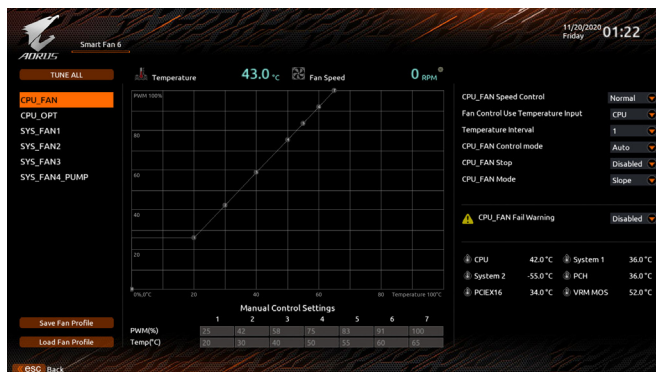 AORUS
Smart Fan 6
11/20/2020
Friday
01:22
TUNE ALL
Temperature 43.0 °C Fan Speed 0 RPM
CPU_FAN
CPU_OPT
SYS_FAN1
SYS_FAN2
SYS_FAN3
SYS_FAN4_PUMP
PWM 100%
80
60
40
20
0%,0°C 20 40 60 80 Temperature 100°C
CPU_FAN Speed Control Normal
Fan Control Use Temperature Input CPU
Temperature Interval 1
CPU_FAN Control mode Auto
CPU_FAN Stop Disabled
CPU_FAN Mode Slope
CPU_FAN Fail Warning Disabled
CPU 42.0°C System 1 36.0°C
System 2 -55.0°C PCH 36.0°C
PCIEX16 34.0°C VRM MOS 52.0°C
Manual Control Settings
1 2 3 4 5 6 7
PWM(%) 25 42 58 75 83 91 100
Temp(°C) 20 30 40 50 55 60 65
Save Fan Profile
Load Fan Profile
« esc Back